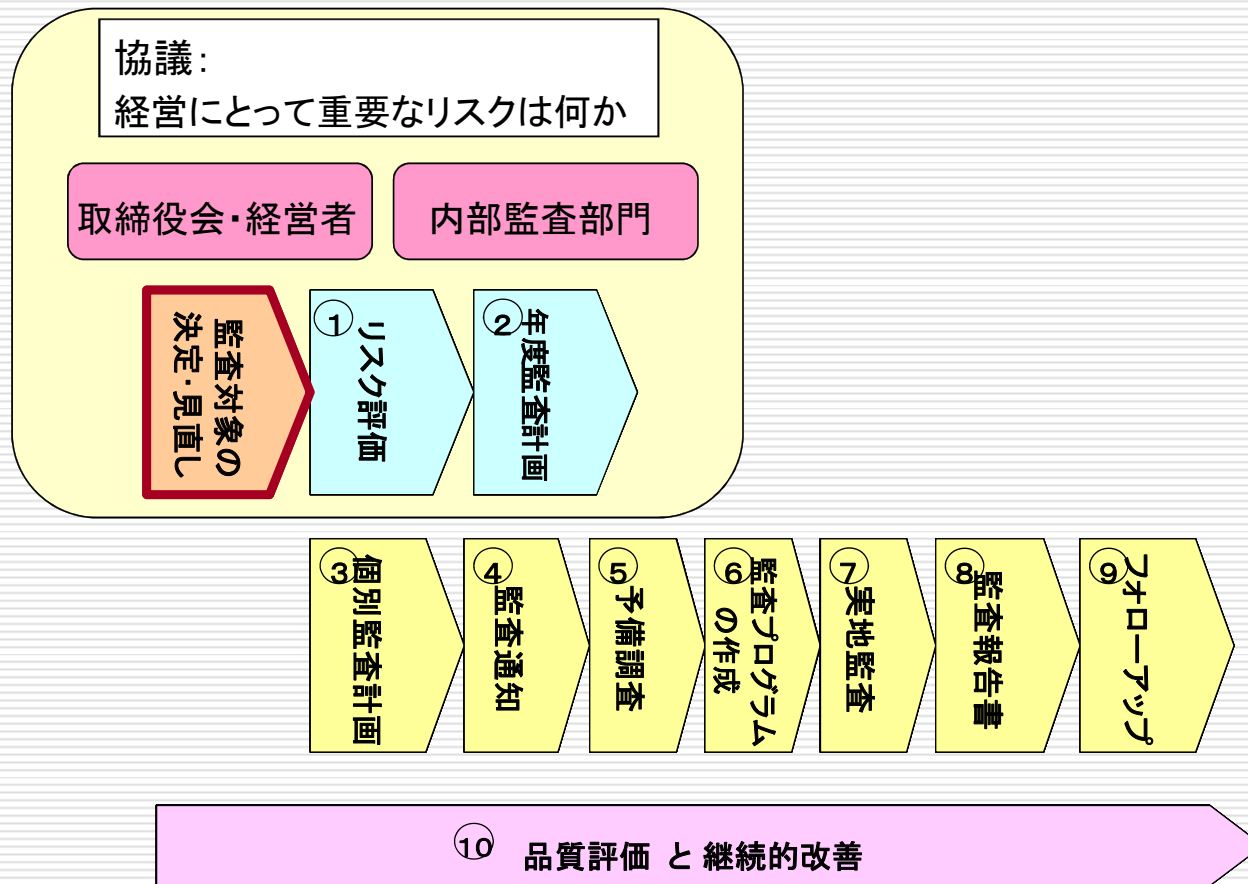 協議：
経営にとって重要なリスクは何か
取締役会・経営者
内部監査部門
監査対象の
決定・見直し
① リスク評価
② 年度監査計画
③ 個別監査計画
④ 監査通知
⑤ 予備調査
⑥ 監査プログラム
の作成
⑦ 実地監査
⑧ 監査報告書
⑨ フォローアップ
⑩ 品質評価 と 継続的改善